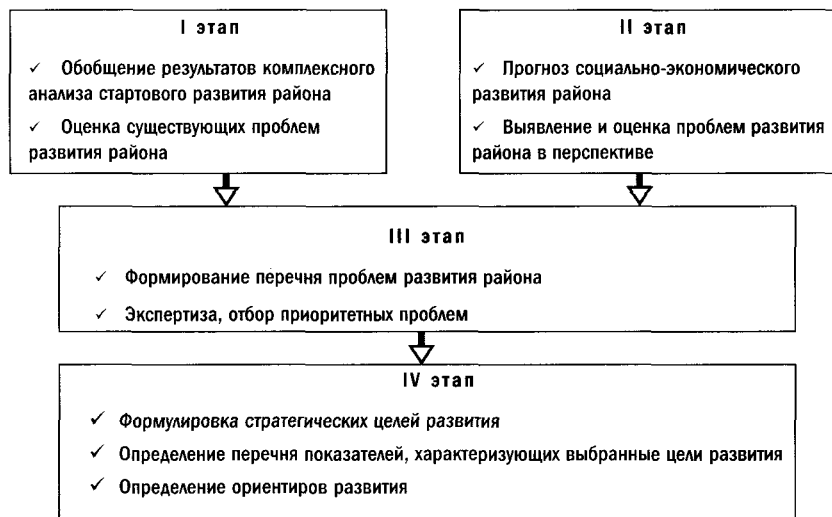 I этап
✓ Обобщение результатов комплексного
анализа стартового развития района
✓ Оценка существующих проблем
развития района
II этап
✓ Прогноз социально-экономического
развития района
✓ Выявление и оценка проблем развития
района в перспективе
III этап
✓ Формирование перечня проблем развития района
✓ Экспертиза, отбор приоритетных проблем
IV этап
✓ Формулировка стратегических целей развития
✓ Определение перечня показателей, характеризующих выбранные цели развития
✓ Определение ориентиров развития